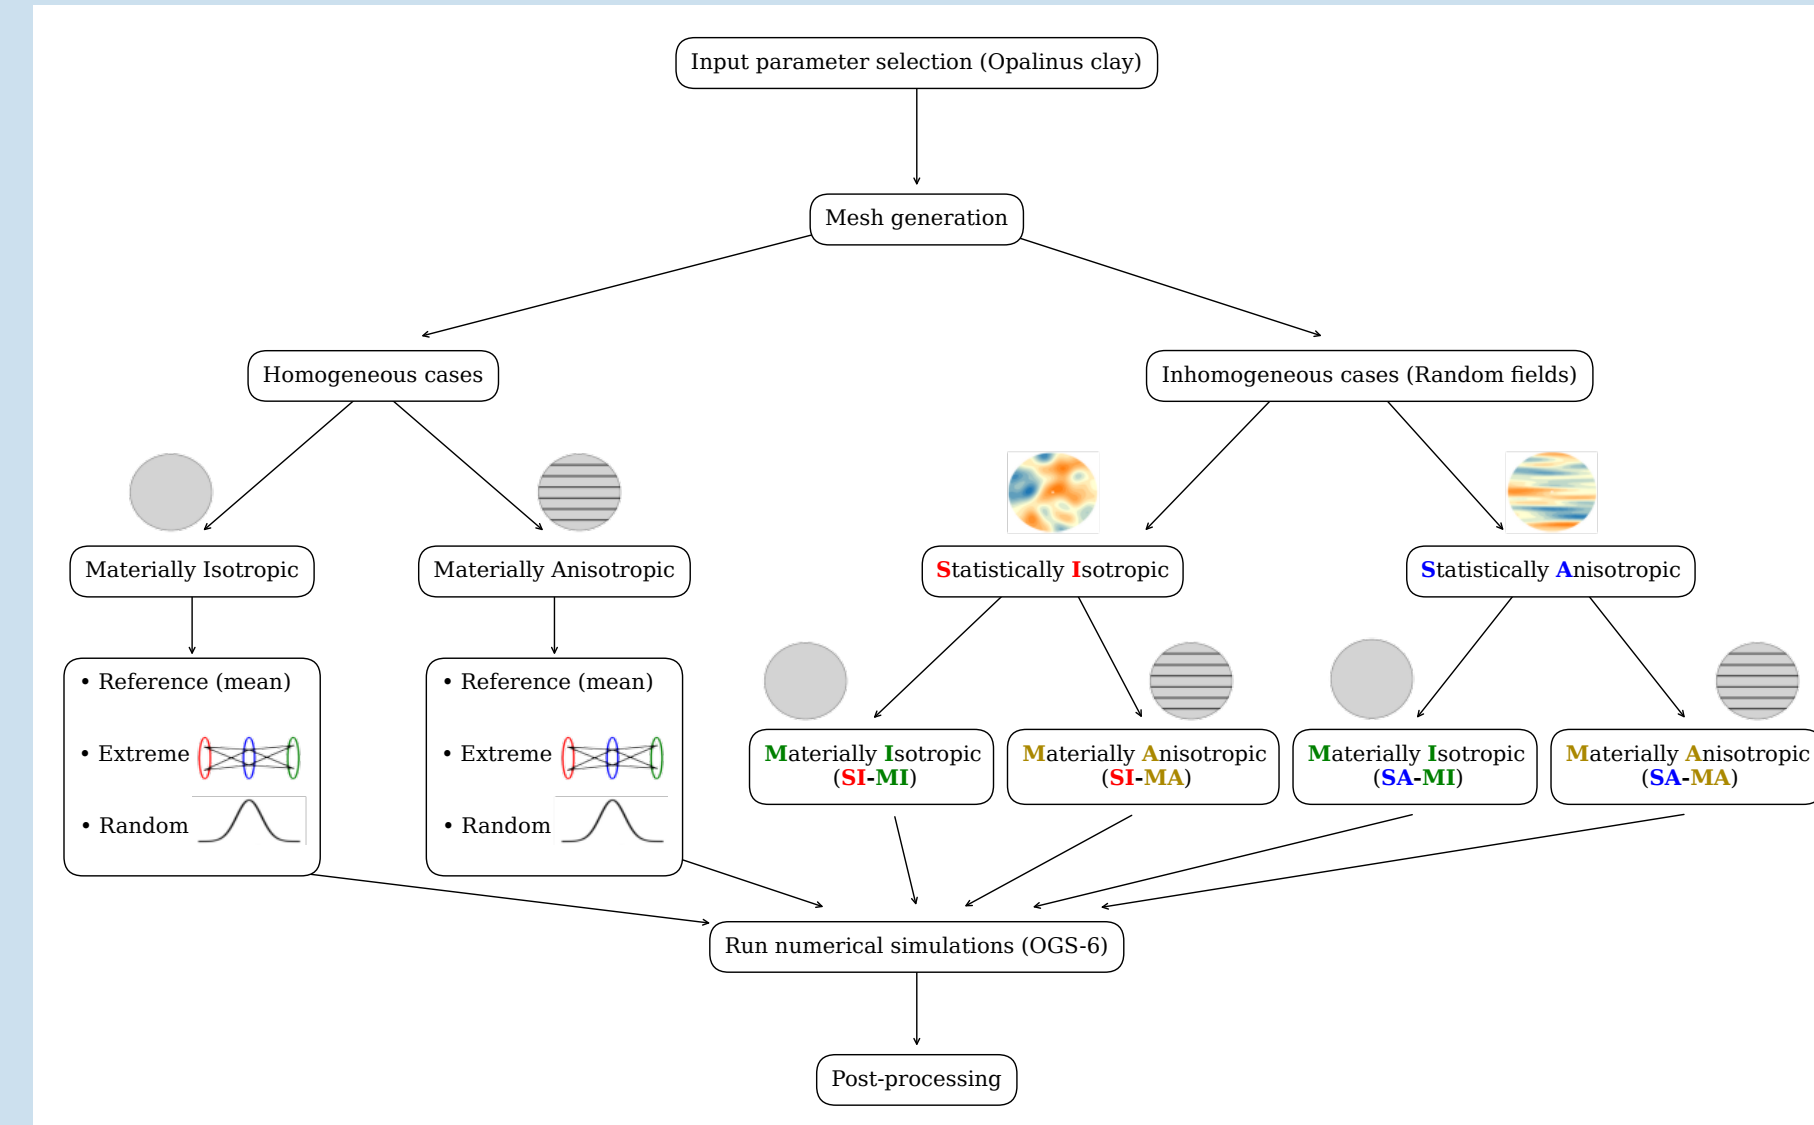 Input parameter selection (Opalinus clay)
Mesh generation
Homogeneous cases
Inhomogeneous cases (Random fields)
Materially Isotropic
Materially Anisotropic
Statistically Isotropic
Statistically Anisotropic
• Reference (mean)
• Extreme
• Random
• Reference (mean)
• Extreme
• Random
Materially Isotropic
(SI-MI)
Materially Anisotropic
(SI-MA)
Materially Isotropic
(SA-MI)
Materially Anisotropic
(SA-MA)
Run numerical simulations (OGS-6)
Post-processing